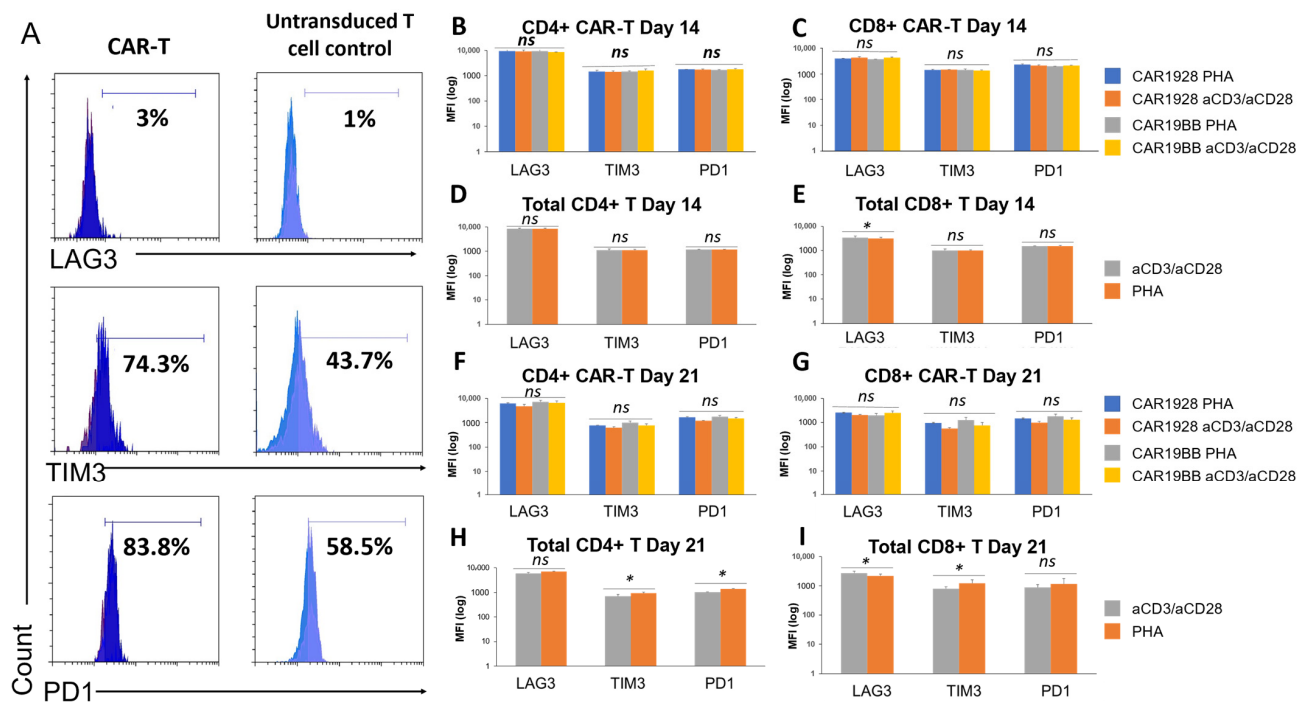 A
CAR-T
Untransduced T
cell control
3%
1%
LAG3
74.3%
43.7%
TIM3
83.8%
58.5%
PD1
Count
B
CD4+ CAR-T Day 14
MFI (log)
10,000
1000
100
10
1
ns
ns
ns
LAG3
TIM3
PD1
C
CD8+ CAR-T Day 14
MFI (log)
10,000
1000
100
10
1
ns
ns
ns
LAG3
TIM3
PD1
CAR1928 PHA
CAR1928 aCD3/aCD28
CAR19BB PHA
CAR19BB aCD3/aCD28
D
Total CD4+ T Day 14
MFI (log)
10,000
1000
100
10
1
ns
ns
ns
LAG3
TIM3
PD1
E
Total CD8+ T Day 14
MFI (log)
10,000
1000
100
10
1
*
ns
ns
LAG3
TIM3
PD1
aCD3/aCD28
PHA
F
CD4+ CAR-T Day 21
MFI (log)
10,000
1000
100
10
1
ns
ns
ns
LAG3
TIM3
PD1
G
CD8+ CAR-T Day 21
MFI (log)
10,000
1000
100
10
1
ns
ns
ns
LAG3
TIM3
PD1
CAR1928 PHA
CAR1928 aCD3/aCD28
CAR19BB PHA
CAR19BB aCD3/aCD28
H
Total CD4+ T Day 21
MFI (log)
10,000
1000
100
10
1
ns
*
*
LAG3
TIM3
PD1
I
Total CD8+ T Day 21
MFI (log)
10,000
1000
100
10
1
*
*
ns
LAG3
TIM3
PD1
aCD3/aCD28
PHA